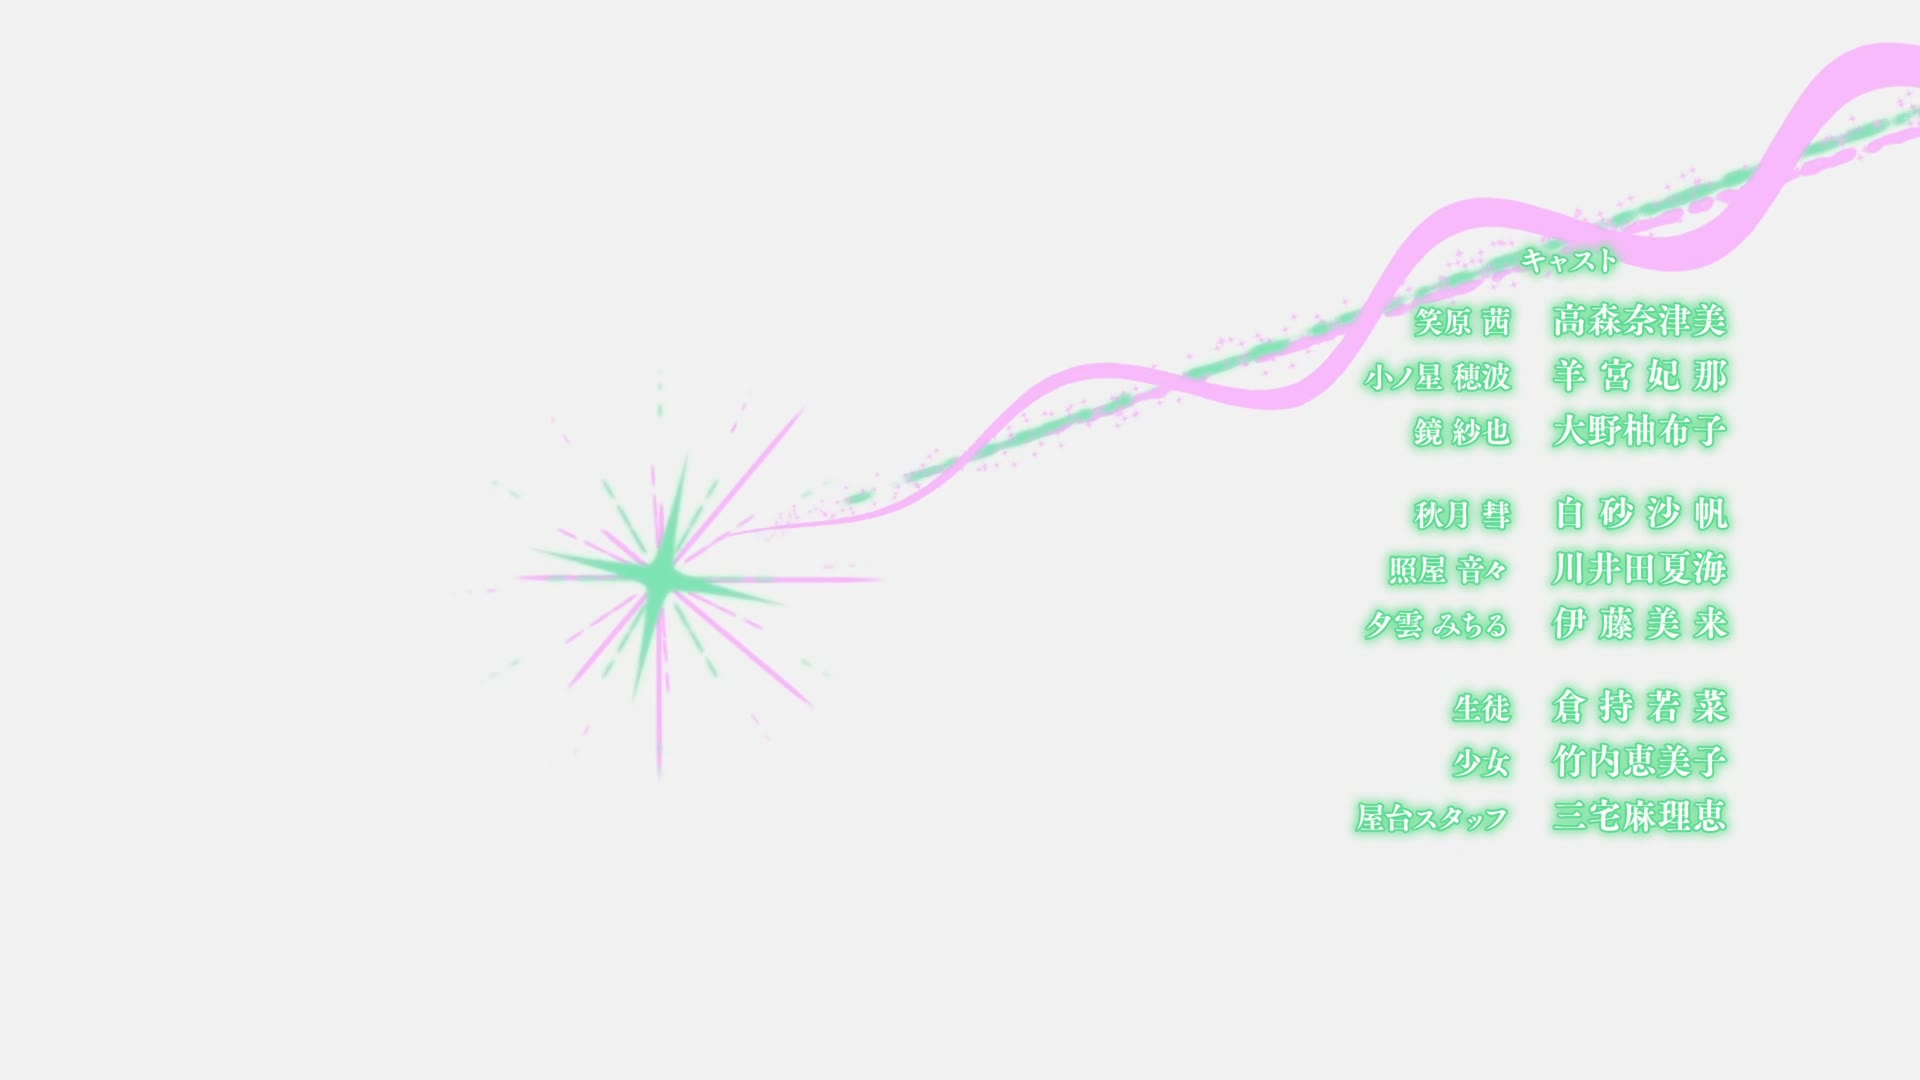 キャスト
笑原 茜 高森奈津美
小ノ星 穂波 羊宮妃那
鏡 紗也 大野柚布子
秋月 彗 白砂沙帆
照屋 音々 川井田夏海
夕雲 みちる 伊藤美来
生徒 倉持若菜
少女 竹内恵美子
屋台スタッフ 三宅麻理恵